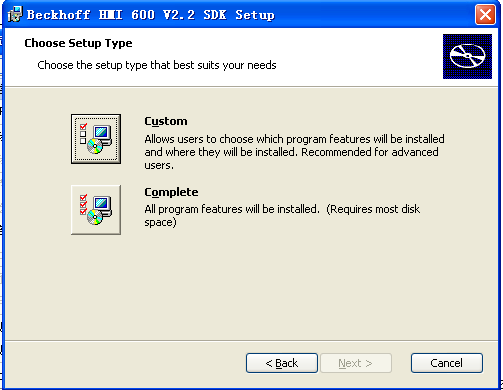 Beckhoff HMI 600 V2.2 SDK Setup
Choose Setup Type
Choose the setup type that best suits your needs
Custom
Allows users to choose which program features will be installed
and where they will be installed. Recommended for advanced
users.
Complete
All program features will be installed. (Requires most disk
space)
< Back Next > Cancel